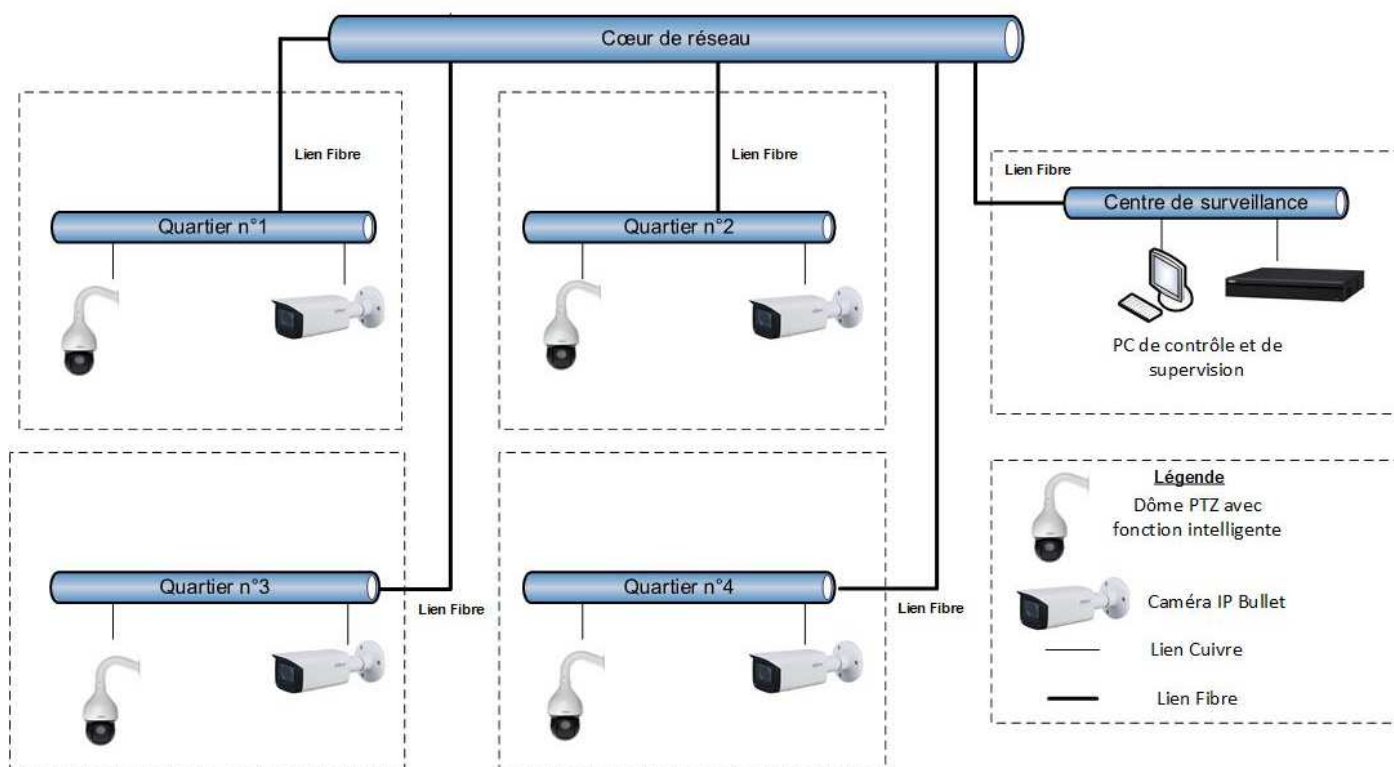 Cœur de réseau
Lien Fibre
Lien Fibre
Lien Fibre
Quartier n°1
Quartier n°2
Centre de surveillance
PC de contrôle et de
supervision
Légende
Dôme PTZ avec
fonction intelligente
Quartier n°3
Lien Fibre
Quartier n°4
Lien Fibre
Caméra IP Bullet
Lien Cuivre
Lien Fibre